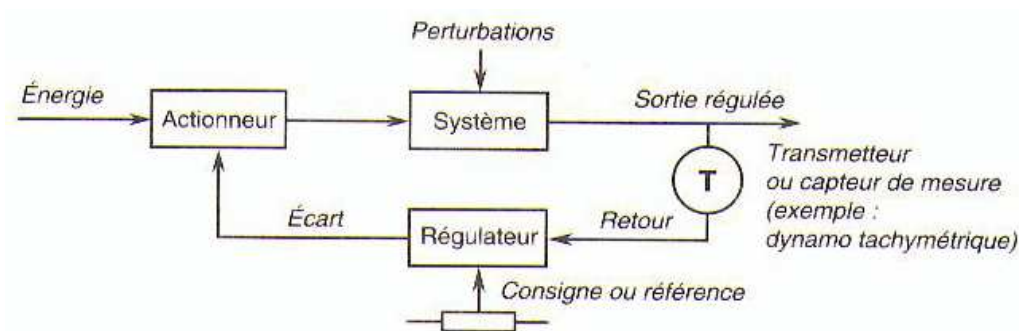 Perturbations
Énergie
Actionneur
Système
Sortie régulée
T
Transmetteur
ou capteur de mesure
(exemple :
dynamo tachymétrique)
Écart
Régulateur
Retour
Consigne ou référence